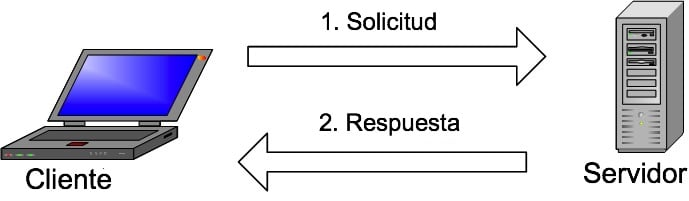 1. Solicitud
2. Respuesta
Cliente
Servidor